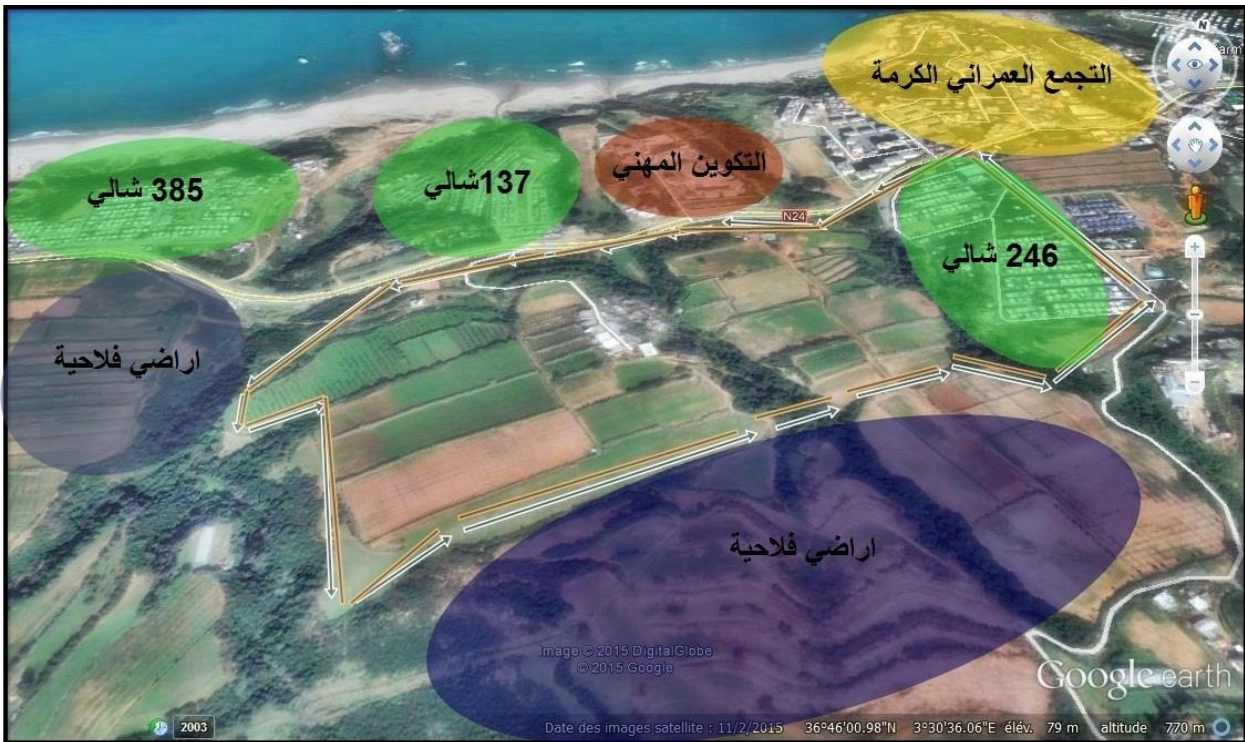 N
التجمع العمراني الكرمة
التكوين المهني
137شالي
385 شالي
N24
246 شالي
اراضي فلاحية
اراضي فلاحية
Image © 2015 DigitalGlobe
© 2015 Google
Google earth
2003
Date des images satellite : 11/2/2015 36°46'00.98"N 3°30'36.06"E élév. 79 m altitude 770 m